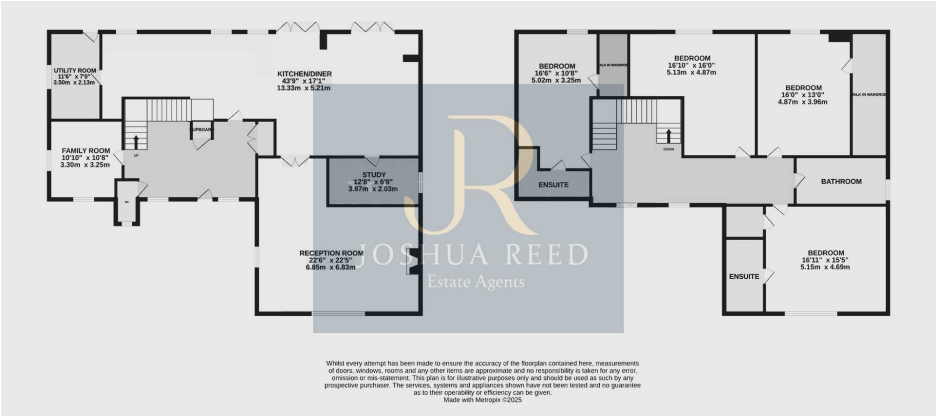 UTILITY ROOM
11'6" x 7'0"
3.50m x 2.13m
KITCHEN/DINER
43'9" x 17'1"
13.33m x 5.21m
CUPBOARD
FAMILY ROOM
10'10" x 10'8"
3.30m x 3.25m
UP
STUDY
12'8" x 6'8"
3.87m x 2.03m
RECEPTION ROOM
22'6" x 22'5"
6.85m x 6.83m
BEDROOM
16'6" x 10'8"
5.02m x 3.25m
WALK IN WARDROBE
BEDROOM
16'10" x 16'0"
5.13m x 4.87m
BEDROOM
16'0" x 13'0"
4.87m x 3.96m
WALK IN WARDROBE
DOWN
ENSUITE
BATHROOM
BEDROOM
16'11" x 15'5"
5.15m x 4.69m
ENSUITE
JR
JOSHUA REED
Estate Agents
Whilst every attempt has been made to ensure the accuracy of the floorplan contained here, measurements
of doors, windows, rooms and any other items are approximate and no responsibility is taken for any error,
omission or mis-statement. This plan is for illustrative purposes only and should be used as such by any
prospective purchaser. The services, systems and appliances shown have not been tested and no guarantee
as to their operability or efficiency can be given.
Made with Metropix ©2025